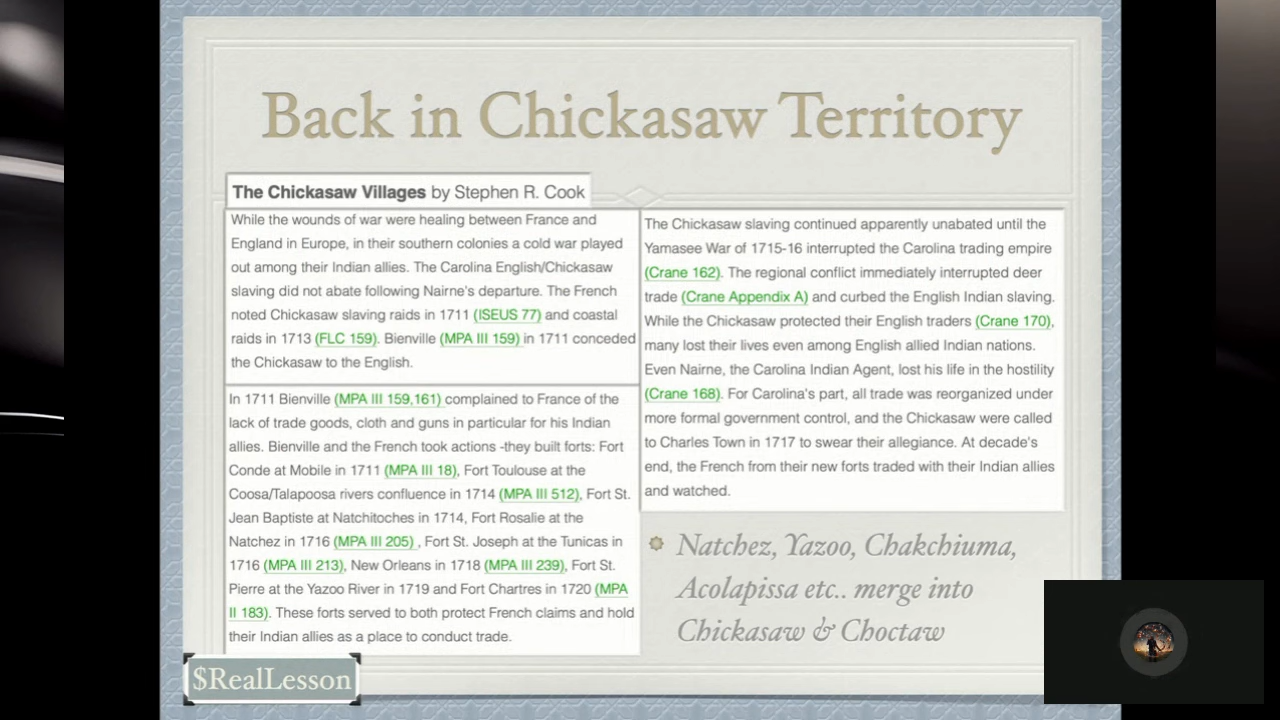 Back in Chickasaw Territory
The Chickasaw Villages by Stephen R. Cook
While the wounds of war were healing between France and
England in Europe, in their southern colonies a cold war played
out among their Indian allies. The Carolina English/Chickasaw
slaving did not abate following Nairne's departure. The French
noted Chickasaw slaving raids in 1711 (ISEUS 77) and coastal
raids in 1713 (FLC 159). Bienville (MPA III 159) in 1711 conceded
the Chickasaw to the English.
In 1711 Bienville (MPA III 159,161) complained to France of the
lack of trade goods, cloth and guns in particular for his Indian
allies. Bienville and the French took actions -they built forts: Fort
Conde at Mobile in 1711 (MPA III 18), Fort Toulouse at the
Coosa/Talapoosa rivers confluence in 1714 (MPA III 512), Fort St.
Jean Baptiste at Natchitoches in 1714, Fort Rosalie at the
Natchez in 1716 (MPA III 205) , Fort St. Joseph at the Tunicas in
1716 (MPA III 213), New Orleans in 1718 (MPA III 239), Fort St.
Pierre at the Yazoo River in 1719 and Fort Chartres in 1720 (MPA
II 183). These forts served to both protect French claims and hold
their Indian allies as a place to conduct trade.
The Chickasaw slaving continued apparently unabated until the
Yamasee War of 1715-16 interrupted the Carolina trading empire
(Crane 162). The regional conflict immediately interrupted deer
trade (Crane Appendix A) and curbed the English Indian slaving.
While the Chickasaw protected their English traders (Crane 170),
many lost their lives even among English allied Indian nations.
Even Nairne, the Carolina Indian Agent, lost his life in the hostility
(Crane 168). For Carolina's part, all trade was reorganized under
more formal government control, and the Chickasaw were called
to Charles Town in 1717 to swear their allegiance. At decade's
end, the French from their new forts traded with their Indian allies
and watched.
Natchez, Yazoo, Chakchiuma,
Acolapissa etc.. merge into
Chickasaw & Choctaw
$RealLesson